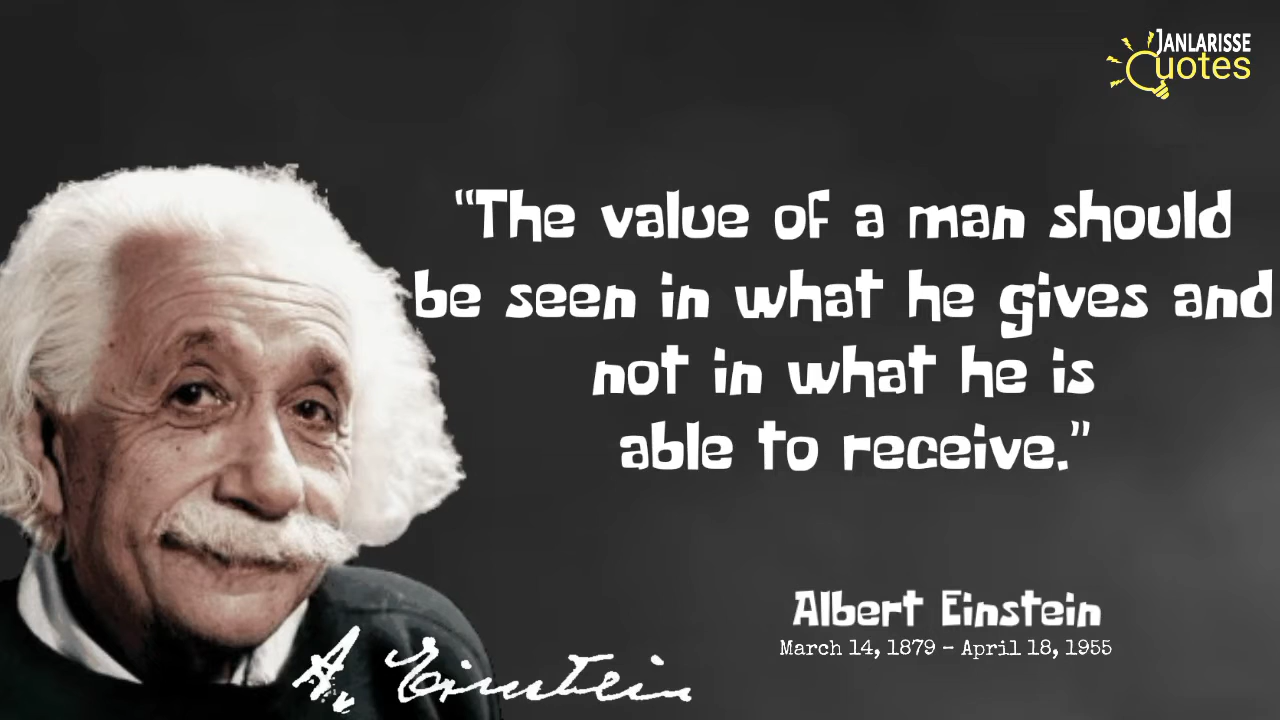 JANLARISSE
Quotes
“The value of a man should
be seen in what he gives and
not in what he is
able to receive.”
Albert Einstein
March 14, 1879 – April 18, 1955
A. Einstein